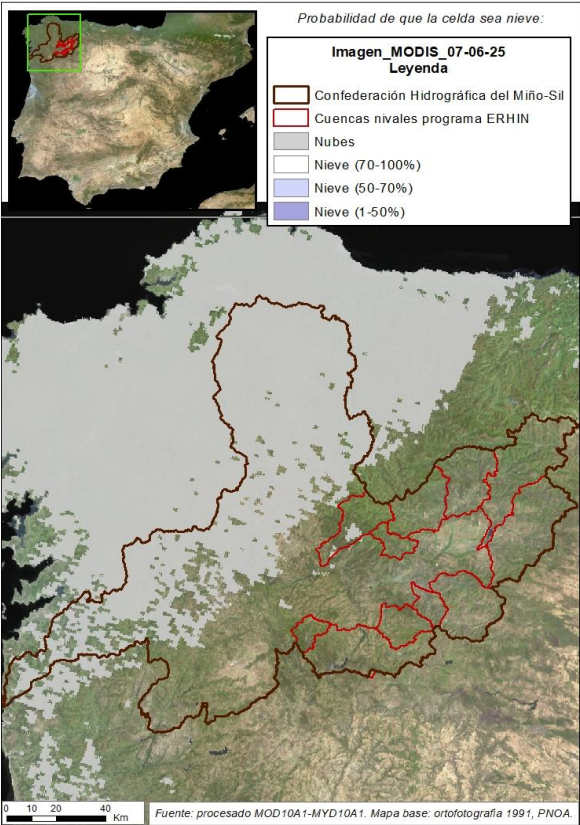 Probabilidad de que la celda sea nieve:
Imagen_MODIS_07-06-25
Leyenda
Confederación Hidrográfica del Miño-Sil
Cuencas nivales programa ERHIN
Nubes
Nieve (70-100%)
Nieve (50-70%)
Nieve (1-50%)
0 10 20 40
Km
Fuente: procesado MOD10A1-MYD10A1. Mapa base: ortofotografia 1991, PNOA.